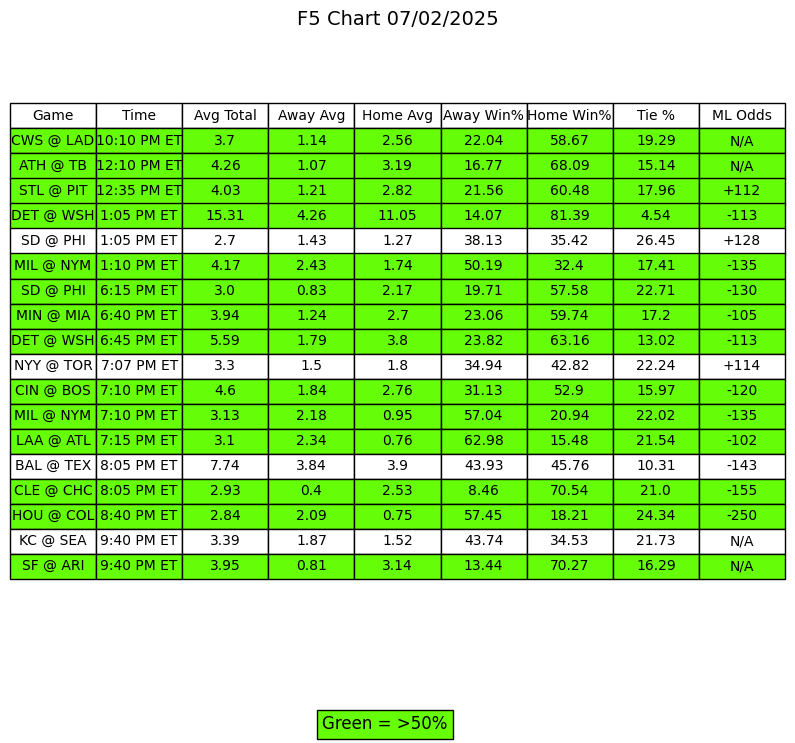 F5 Chart 07/02/2025
Game Time Avg Total Away Avg Home Avg Away Win% Home Win% Tie % ML Odds
CWS @ LAD 10:10 PM ET 3.7 1.14 2.56 22.04 58.67 19.29 N/A
ATH @ TB 12:10 PM ET 4.26 1.07 3.19 16.77 68.09 15.14 N/A
STL @ PIT 12:35 PM ET 4.03 1.21 2.82 21.56 60.48 17.96 +112
DET @ WSH 1:05 PM ET 15.31 4.26 11.05 14.07 81.39 4.54 -113
SD @ PHI 1:05 PM ET 2.7 1.43 1.27 38.13 35.42 26.45 +128
MIL @ NYM 1:10 PM ET 4.17 2.43 1.74 50.19 32.4 17.41 -135
SD @ PHI 6:15 PM ET 3.0 0.83 2.17 19.71 57.58 22.71 -130
MIN @ MIA 6:40 PM ET 3.94 1.24 2.7 23.06 59.74 17.2 -105
DET @ WSH 6:45 PM ET 5.59 1.79 3.8 23.82 63.16 13.02 -113
NYY @ TOR 7:07 PM ET 3.3 1.5 1.8 34.94 42.82 22.24 +114
CIN @ BOS 7:10 PM ET 4.6 1.84 2.76 31.13 52.9 15.97 -120
MIL @ NYM 7:10 PM ET 3.13 2.18 0.95 57.04 20.94 22.02 -135
LAA @ ATL 7:15 PM ET 3.1 2.34 0.76 62.98 15.48 21.54 -102
BAL @ TEX 8:05 PM ET 7.74 3.84 3.9 43.93 45.76 10.31 -143
CLE @ CHC 8:05 PM ET 2.93 0.4 2.53 8.46 70.54 21.0 -155
HOU @ COL 8:40 PM ET 2.84 2.09 0.75 57.45 18.21 24.34 -250
KC @ SEA 9:40 PM ET 3.39 1.87 1.52 43.74 34.53 21.73 N/A
SF @ ARI 9:40 PM ET 3.95 0.81 3.14 13.44 70.27 16.29 N/A
Green = >50%